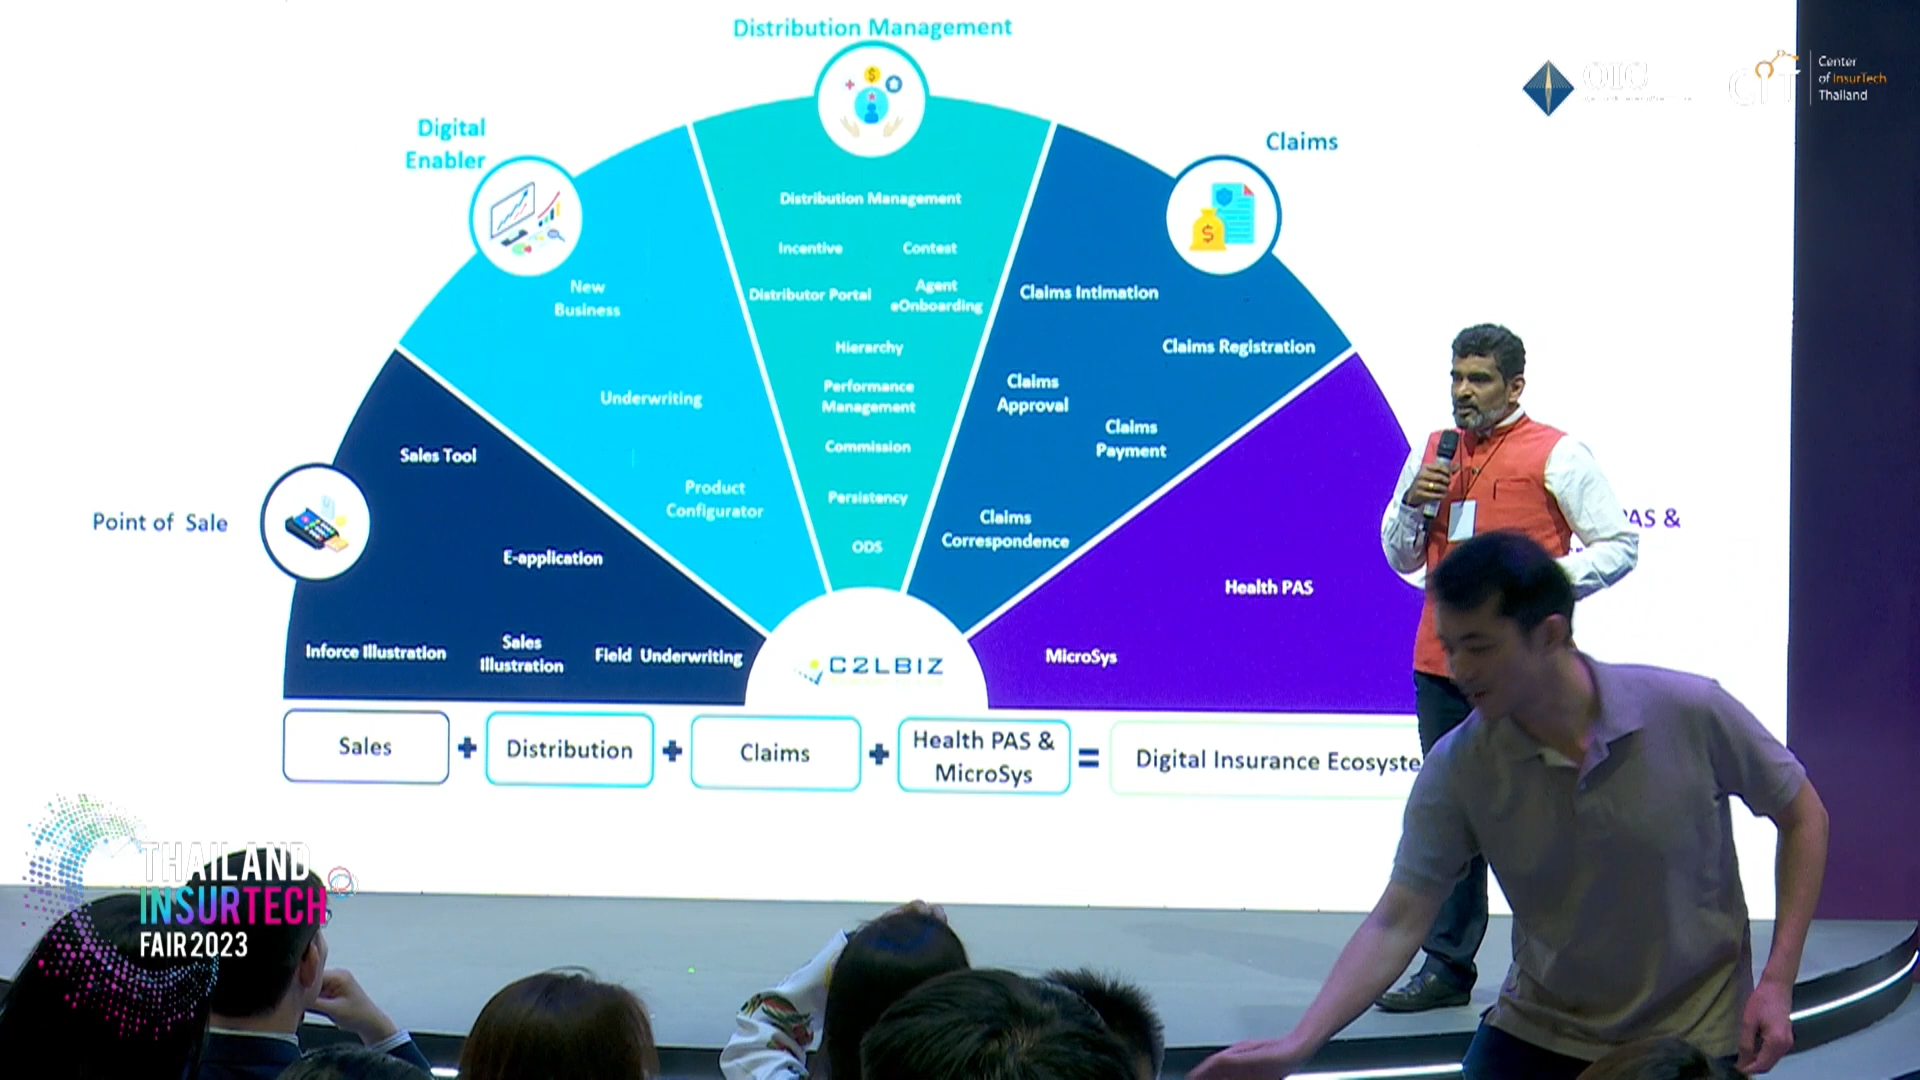 Distribution Management
OIC
Center
of InsurTech
Thailand
CIT
Digital
Enabler
Claims
Distribution Management
Incentive
Contest
Distributor Portal
Agent
eOnboarding
Hierarchy
Performance
Management
Commission
Persistency
ODS
New
Business
Underwriting
Product
Configurator
Claims Intimation
Claims Registration
Claims
Approval
Claims
Payment
Claims
Correspondence
Point of Sale
Sales Tool
E-application
Inforce Illustration
Sales
Illustration
Field Underwriting
PAS &
Health PAS
MicroSys
C2LBIZ
Sales
+
Distribution
+
Claims
+
Health PAS &
MicroSys
=
Digital Insurance Ecosyste
THAILAND
INSURTECH
FAIR 2023